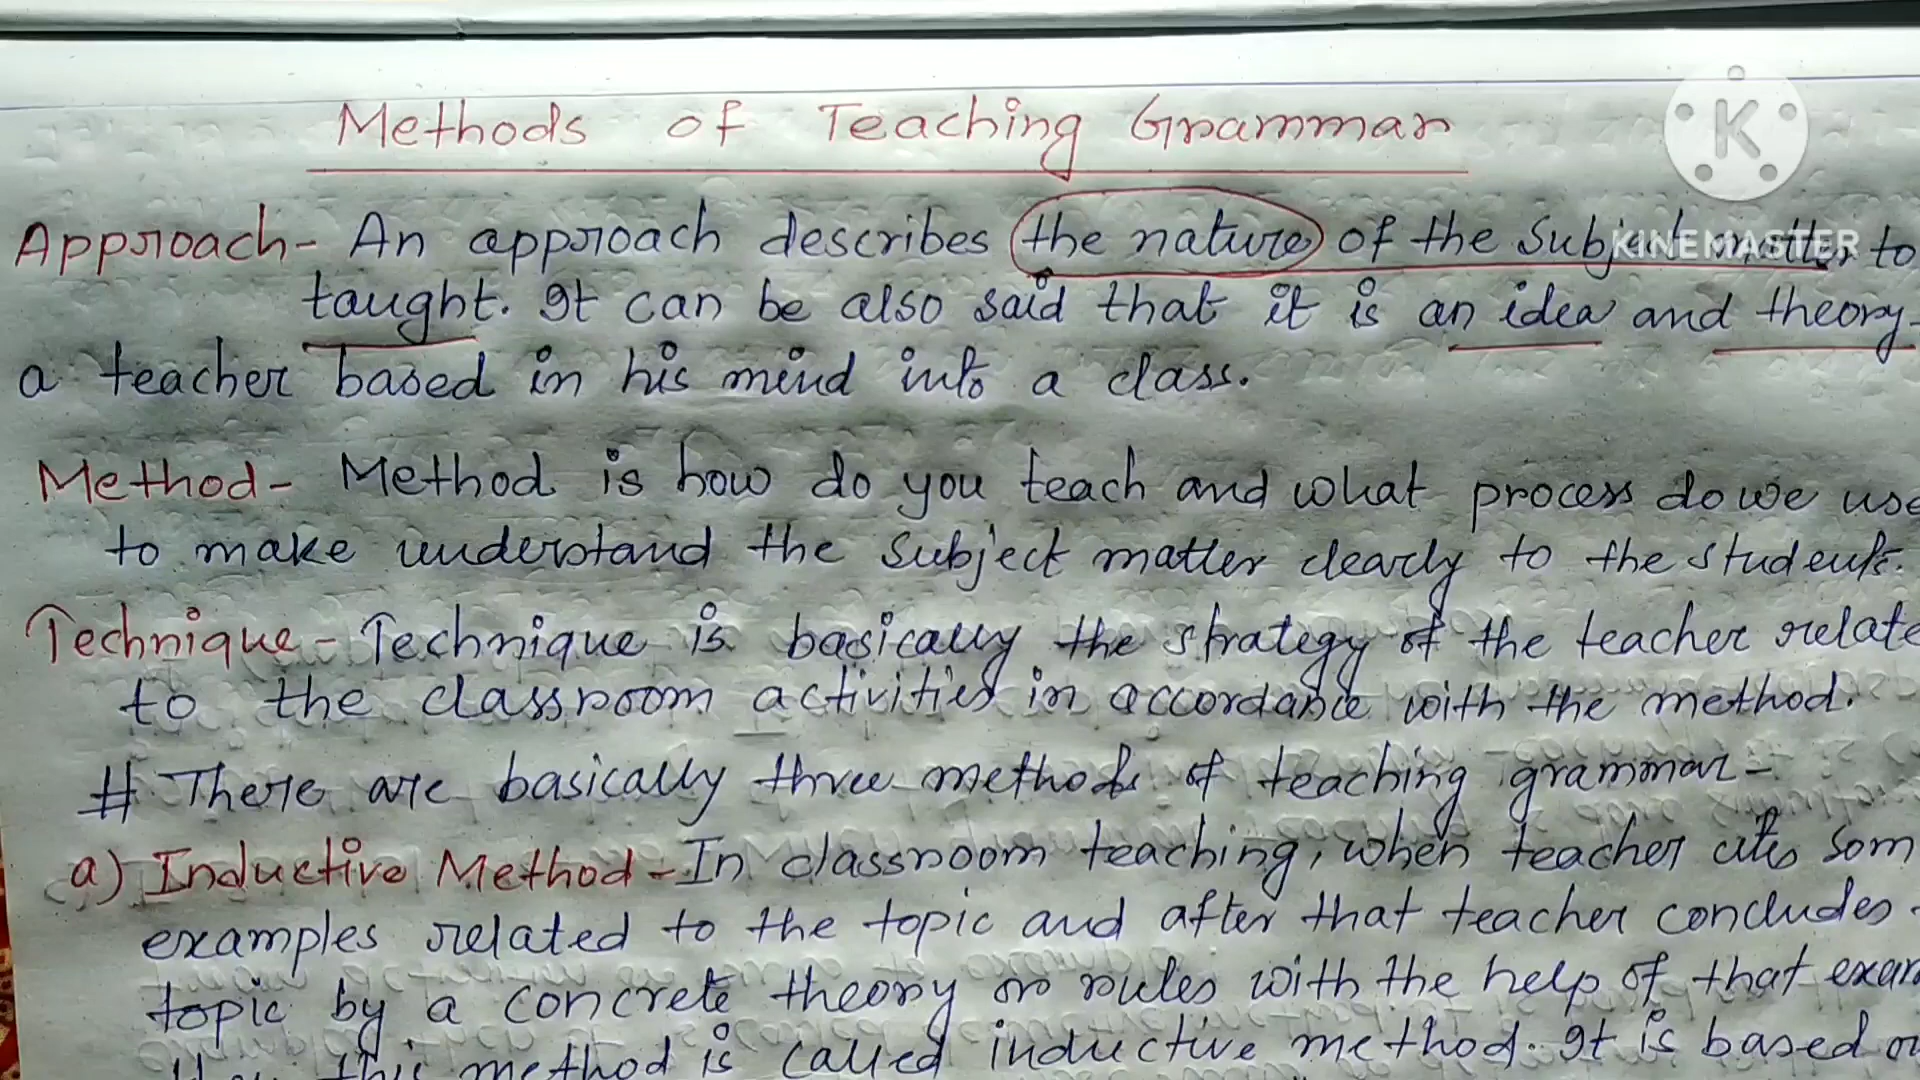 Methods of Teaching Grammar
K
KINEMASTER
Approach- An approach describes the nature of the Subject matter to
taught. It can be also said that it is an idea and theory
a teacher based in his mind into a class.
Method- Method is how do you teach and what process do we use
to make understand the Subject matter clearly to the students.
Technique- Technique is basically the strategy of the teacher relate
to the classroom activities in accordance with the method.
# There are basically three methods of teaching grammar-
a) Inductive Method- In classroom teaching, when teacher cites som
examples related to the topic and after that teacher concludes
topic by a concrete theory or rules with the help of that exam
this method is called inductive method. It is based on